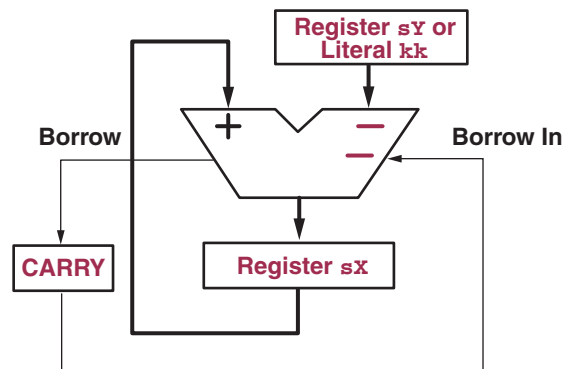 Register sY or
Literal kk
+
Borrow
Borrow In
CARRY
Register sX